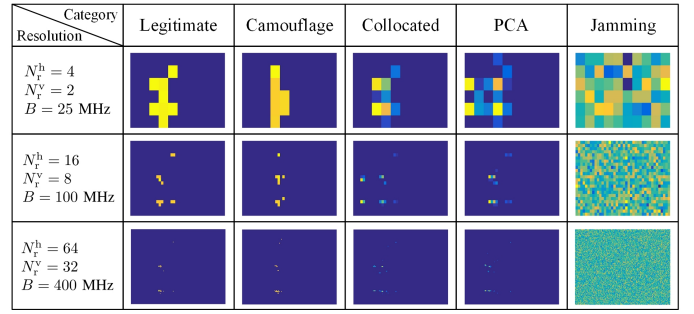 Category
Resolution
Legitimate
Camouflage
Collocated
PCA
Jamming
N_r^h = 4
N_r^v = 2
B = 25 MHz
N_r^h = 16
N_r^v = 8
B = 100 MHz
N_r^h = 64
N_r^v = 32
B = 400 MHz